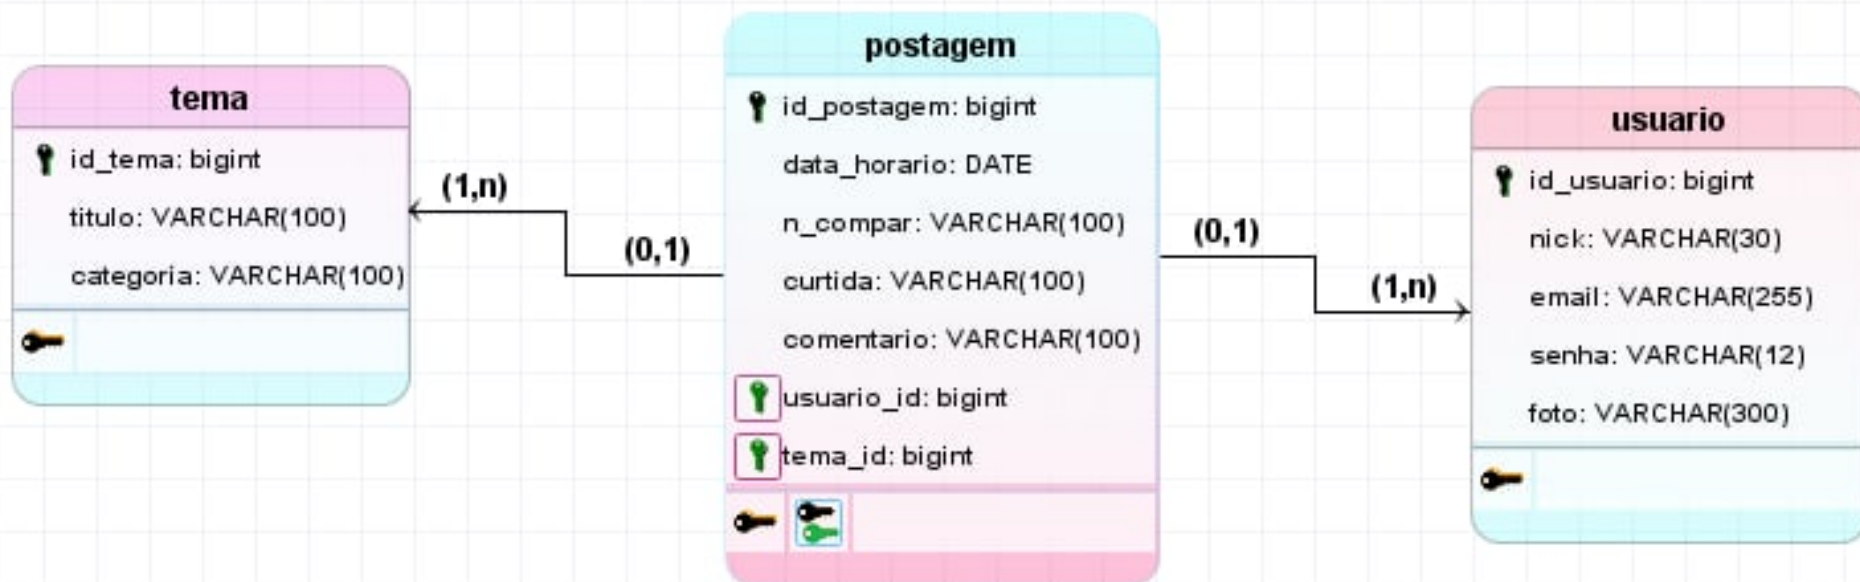 tema
id_tema: bigint
titulo: VARCHAR(100)
categoria: VARCHAR(100)
(1,n)
(0,1)
postagem
id_postagem: bigint
data_horario: DATE
n_compar: VARCHAR(100)
curtida: VARCHAR(100)
comentario: VARCHAR(100)
usuario_id: bigint
tema_id: bigint
(0,1)
(1,n)
usuario
id_usuario: bigint
nick: VARCHAR(30)
email: VARCHAR(255)
senha: VARCHAR(12)
foto: VARCHAR(300)